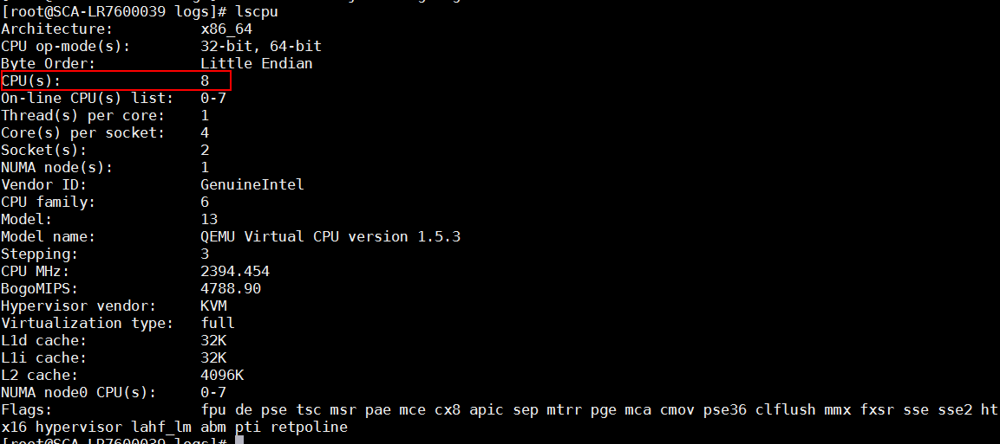 [root@SCA-LR7600039 logs]# lscpu
Architecture:          x86_64
CPU op-mode(s):        32-bit, 64-bit
Byte Order:            Little Endian
CPU(s):                8
On-line CPU(s) list:   0-7
Thread(s) per core:    1
Core(s) per socket:    4
Socket(s):             2
NUMA node(s):          1
Vendor ID:             GenuineIntel
CPU family:            6
Model:                 13
Model name:            QEMU Virtual CPU version 1.5.3
Stepping:              3
CPU MHz:               2394.454
BogoMIPS:              4788.90
Hypervisor vendor:     KVM
Virtualization type:   full
L1d cache:             32K
L1i cache:             32K
L2 cache:              4096K
NUMA node0 CPU(s):     0-7
Flags:                 fpu de pse tsc msr pae mce cx8 apic sep mtrr pge mca cmov pse36 clflush mmx fxsr sse sse2 ht
x16 hypervisor lahf_lm abm pti retpoline
[root@SCA-LR7600039 logs]#